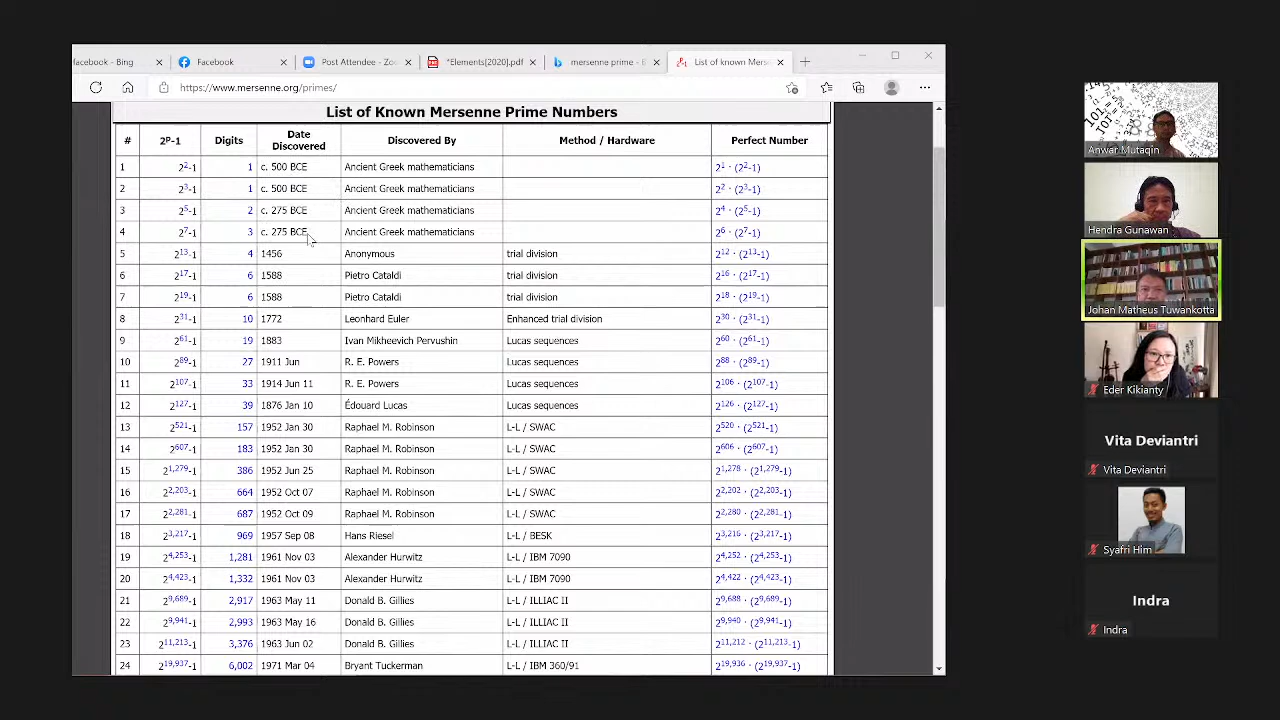 facebook - Bing
Facebook
Post Attendee - Zoo
*Elements[2020].pdf
mersenne prime - B
List of known Mersen
https://www.mersenne.org/primes/
List of Known Mersenne Prime Numbers
# 2ᴾ-1 Digits Date Discovered Discovered By Method / Hardware Perfect Number
1 2²-1 1 c. 500 BCE Ancient Greek mathematicians 2¹ · (2²-1)
2 2³-1 1 c. 500 BCE Ancient Greek mathematicians 2² · (2³-1)
3 2⁵-1 2 c. 275 BCE Ancient Greek mathematicians 2⁴ · (2⁵-1)
4 2⁷-1 3 c. 275 BCE Ancient Greek mathematicians 2⁶ · (2⁷-1)
5 2¹³-1 4 1456 Anonymous trial division 2¹² · (2¹³-1)
6 2¹⁷-1 6 1588 Pietro Cataldi trial division 2¹⁶ · (2¹⁷-1)
7 2¹⁹-1 6 1588 Pietro Cataldi trial division 2¹⁸ · (2¹⁹-1)
8 2³¹-1 10 1772 Leonhard Euler Enhanced trial division 2³⁰ · (2³¹-1)
9 2⁶¹-1 19 1883 Ivan Mikheevich Pervushin Lucas sequences 2⁶⁰ · (2⁶¹-1)
10 2⁸⁹-1 27 1911 Jun R. E. Powers Lucas sequences 2⁸⁸ · (2⁸⁹-1)
11 2¹⁰⁷-1 33 1914 Jun 11 R. E. Powers Lucas sequences 2¹⁰⁶ · (2¹⁰⁷-1)
12 2¹²⁷-1 39 1876 Jan 10 Édouard Lucas Lucas sequences 2¹²⁶ · (2¹²⁷-1)
13 2⁵²¹-1 157 1952 Jan 30 Raphael M. Robinson L-L / SWAC 2⁵²⁰ · (2⁵²¹-1)
14 2⁶⁰⁷-1 183 1952 Jan 30 Raphael M. Robinson L-L / SWAC 2⁶⁰⁶ · (2⁶⁰⁷-1)
15 2¹,²⁷⁹-1 386 1952 Jun 25 Raphael M. Robinson L-L / SWAC 2¹,²⁷⁸ · (2¹,²⁷⁹-1)
16 2²,²⁰³-1 664 1952 Oct 07 Raphael M. Robinson L-L / SWAC 2²,²⁰² · (2²,²⁰³-1)
17 2²,²⁸¹-1 687 1952 Oct 09 Raphael M. Robinson L-L / SWAC 2²,²⁸⁰ · (2²,²⁸¹-1)
18 2³,²¹⁷-1 969 1957 Sep 08 Hans Riesel L-L / BESK 2³,²¹⁶ · (2³,²¹⁷-1)
19 2⁴,²⁵³-1 1,281 1961 Nov 03 Alexander Hurwitz L-L / IBM 7090 2⁴,²⁵² · (2⁴,²⁵³-1)
20 2⁴,⁴²³-1 1,332 1961 Nov 03 Alexander Hurwitz L-L / IBM 7090 2⁴,⁴²² · (2⁴,⁴²³-1)
21 2⁹,⁶⁸⁹-1 2,917 1963 May 11 Donald B. Gillies L-L / ILLIAC II 2⁹,⁶⁸⁸ · (2⁹,⁶⁸⁹-1)
22 2⁹,⁹⁴¹-1 2,993 1963 May 16 Donald B. Gillies L-L / ILLIAC II 2⁹,⁹⁴⁰ · (2⁹,⁹⁴¹-1)
23 2¹¹,²¹³-1 3,376 1963 Jun 02 Donald B. Gillies L-L / ILLIAC II 2¹¹,²¹² · (2¹¹,²¹³-1)
24 2¹⁹,⁹³⁷-1 6,002 1971 Mar 04 Bryant Tuckerman L-L / IBM 360/91 2¹⁹,⁹³⁶ · (2¹⁹,⁹³⁷-1)
Anwar Mutaqin
Hendra Gunawan
Johan Matheus Tuwankotta
Eder Kikianty
Vita Deviantri
Vita Deviantri
Syafri Him
Indra
Indra